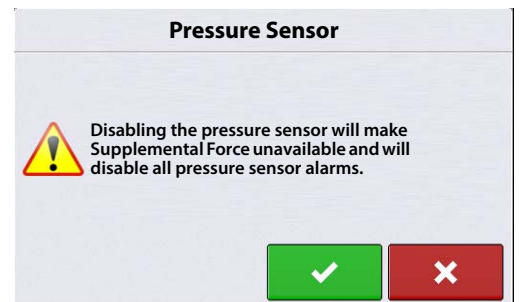 Pressure Sensor
Disabling the pressure sensor will make
Supplemental Force unavailable and will
disable all pressure sensor alarms.